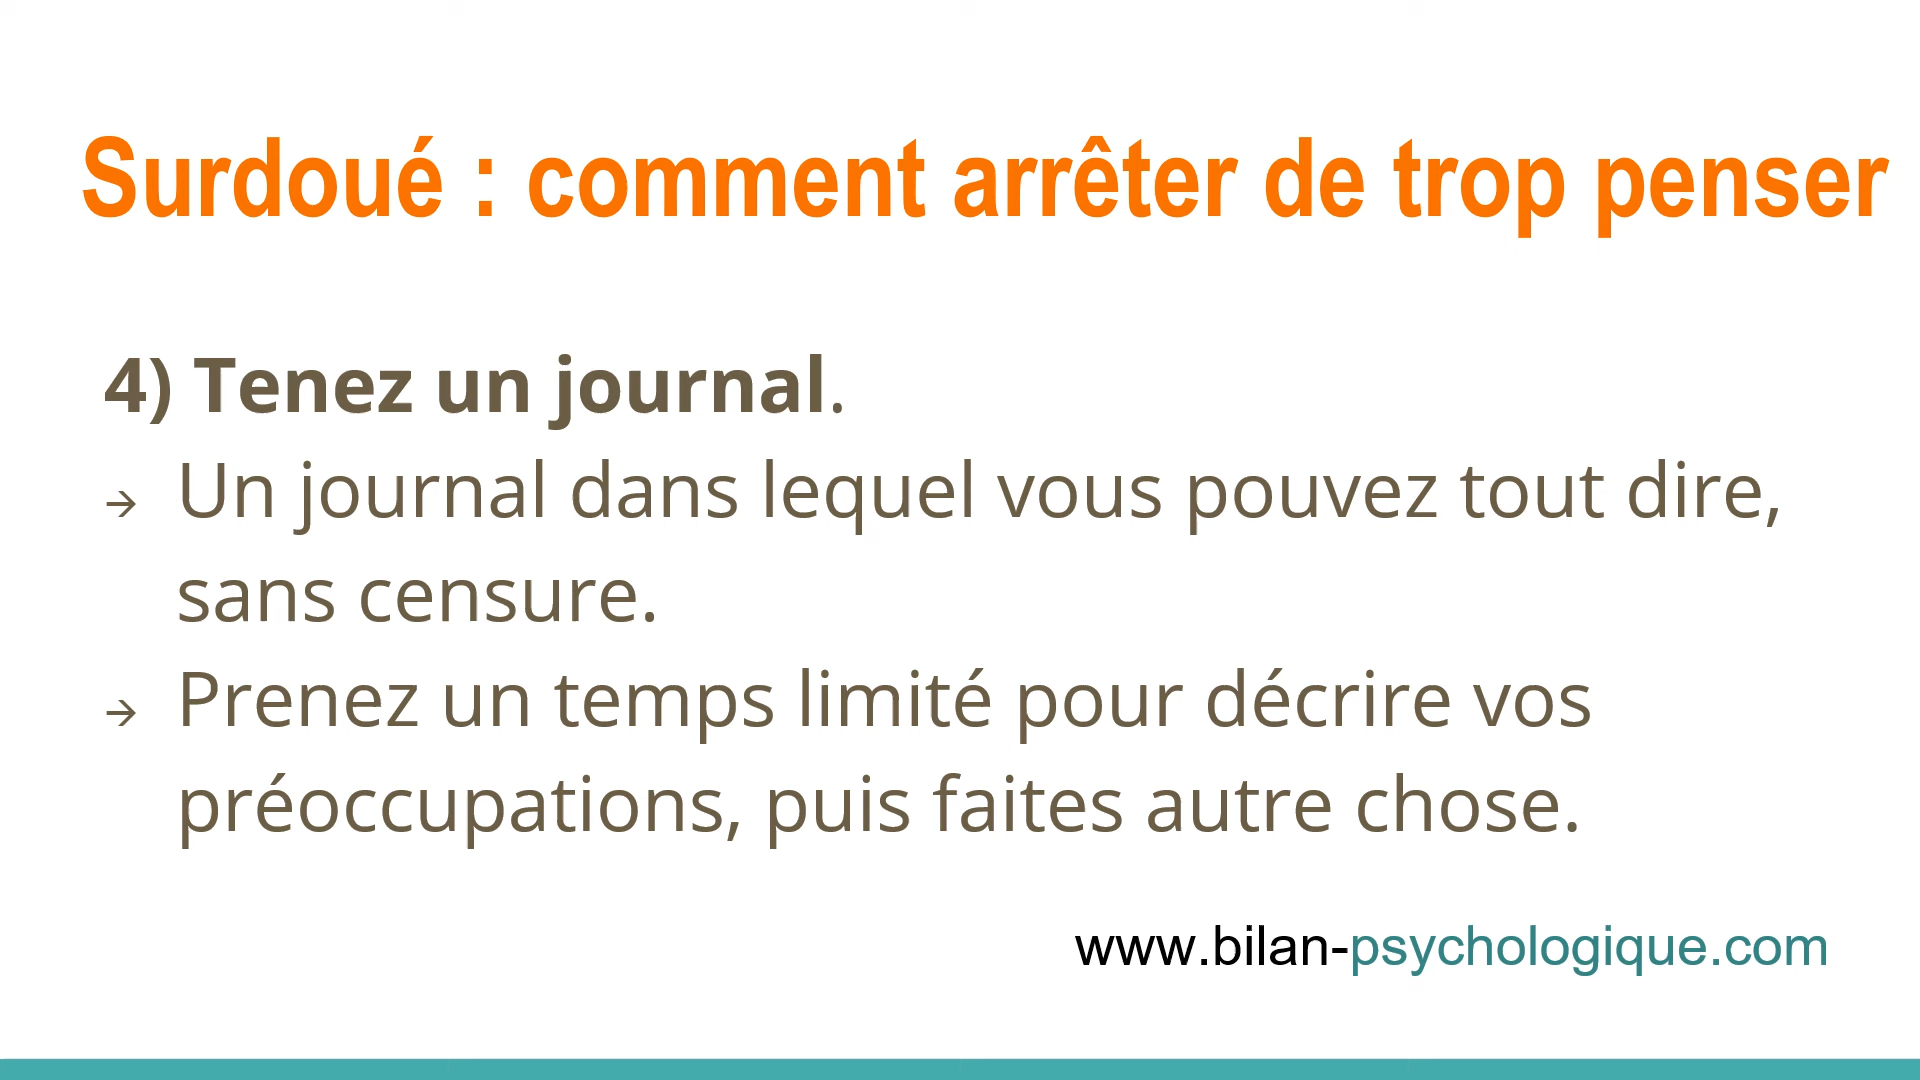 Surdoué : comment arrêter de trop penser
4) Tenez un journal.
→ Un journal dans lequel vous pouvez tout dire,
sans censure.
→ Prenez un temps limité pour décrire vos
préoccupations, puis faites autre chose.
www.bilan-psychologique.com